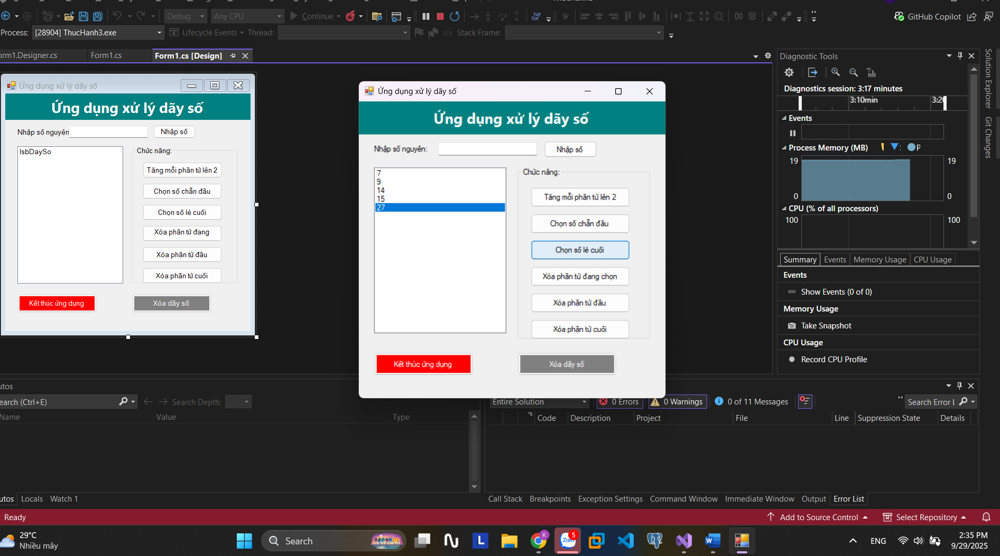 Debug
Any CPU
Continue
GitHub Copilot
Process:
[28904] ThucHanh3.exe
Lifecycle Events
Thread:
Stack Frame:
orm1.Designer.cs
Form1.cs
Form1.cs [Design]
Ứng dụng xử lý dãy số
Ứng dụng xử lý dãy số
Nhập số nguyên
Nhập số
lsbDaySo
Chức năng:
Tăng mỗi phần tử lên 2
Chọn số chẵn đầu
Chọn số lẻ cuối
Xóa phần tử đang
Xóa phần tử đầu
Xóa phần tử cuối
Kết thúc ứng dụng
Xóa dãy số
Ứng dụng xử lý dãy số
Ứng dụng xử lý dãy số
Nhập số nguyên:
Nhập số
7
9
14
15
27
Chức năng:
Tăng mỗi phần tử lên 2
Chọn số chẵn đầu
Chọn số lẻ cuối
Xóa phần tử đang chọn
Xóa phần tử đầu
Xóa phần tử cuối
Kết thúc ứng dụng
Xóa dãy số
Diagnostic Tools
Diagnostics session: 3:17 minutes
3:10min
3:20
Events
Process Memory (MB)
P
19
19
0
0
CPU (% of all processors)
100
100
Summary
Events
Memory Usage
CPU Usage
Events
Show Events (0 of 0)
Memory Usage
Take Snapshot
CPU Usage
Record CPU Profile
Solution Explorer
Git Changes
utos
earch (Ctrl+E)
Search Depth:
Name
Value
Type
utos
Locals
Watch 1
Entire Solution
0 Errors
0 Warnings
0 of 11 Messages
Search Error L
Code
Description
Project
File
Line
Suppression State
Details
Call Stack
Breakpoints
Exception Settings
Command Window
Immediate Window
Output
Error List
Ready
Add to Source Control
Select Repository
29°C
Nhiều mây
Search
L
K
Zalo
5
ENG
2:35 PM
9/29/2025